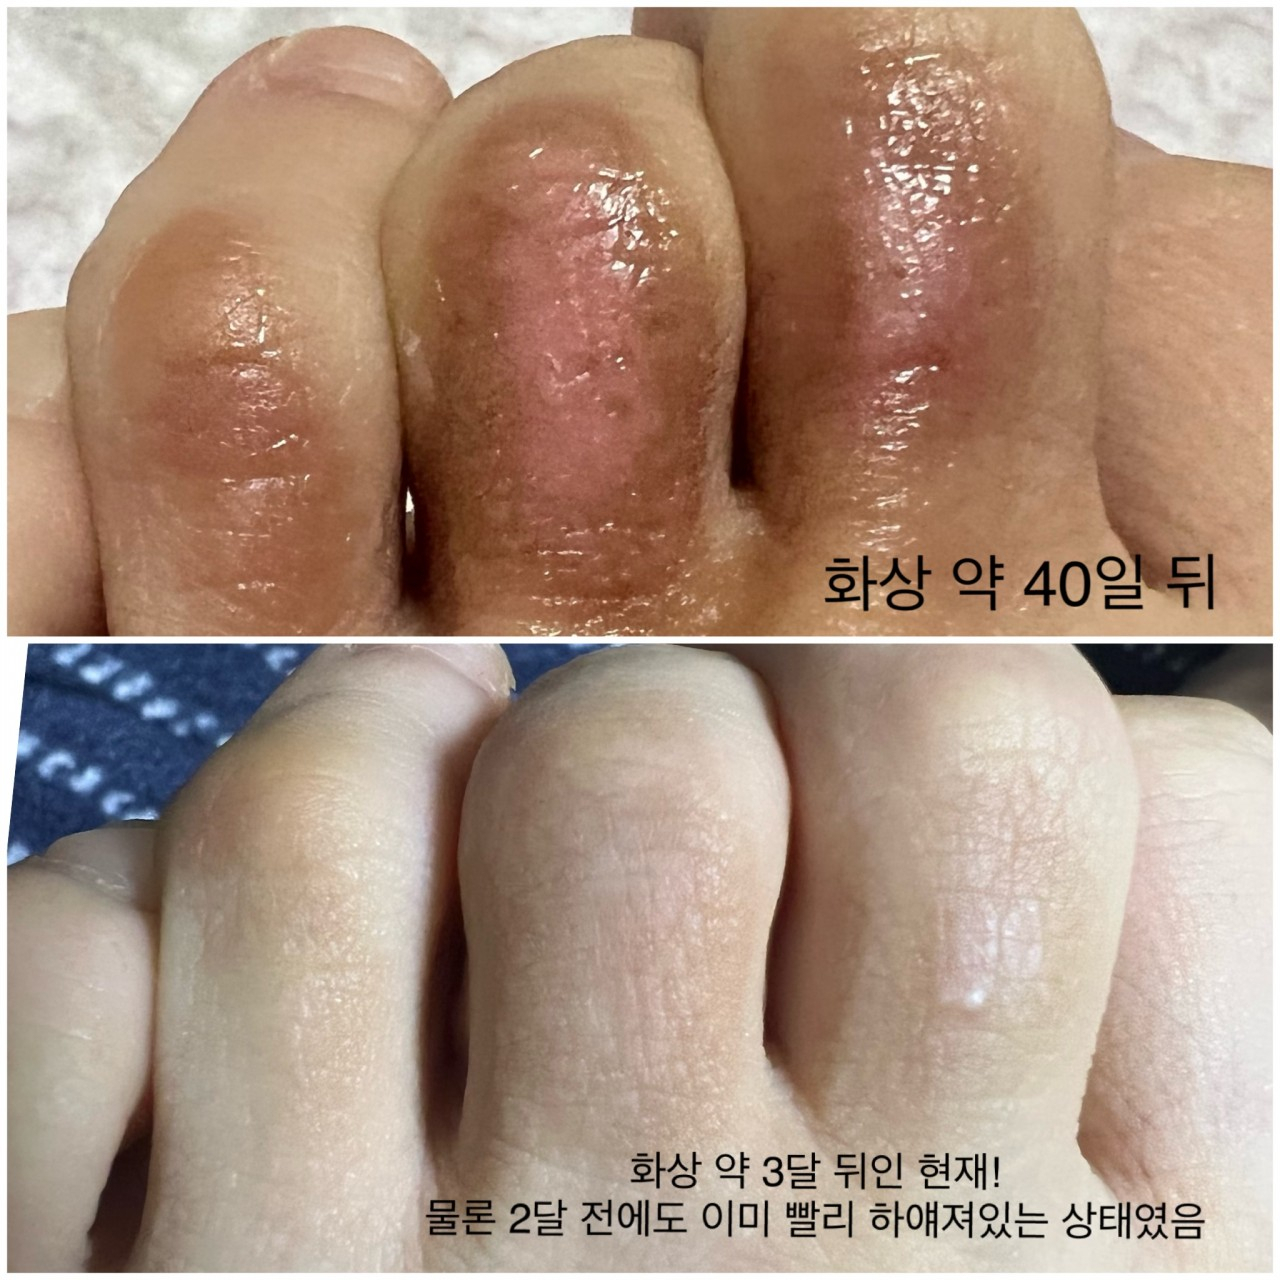 화상 약 40일 뒤
화상 약 3달 뒤인 현재!
물론 2달 전에도 이미 빨리 하얘져있는 상태였음